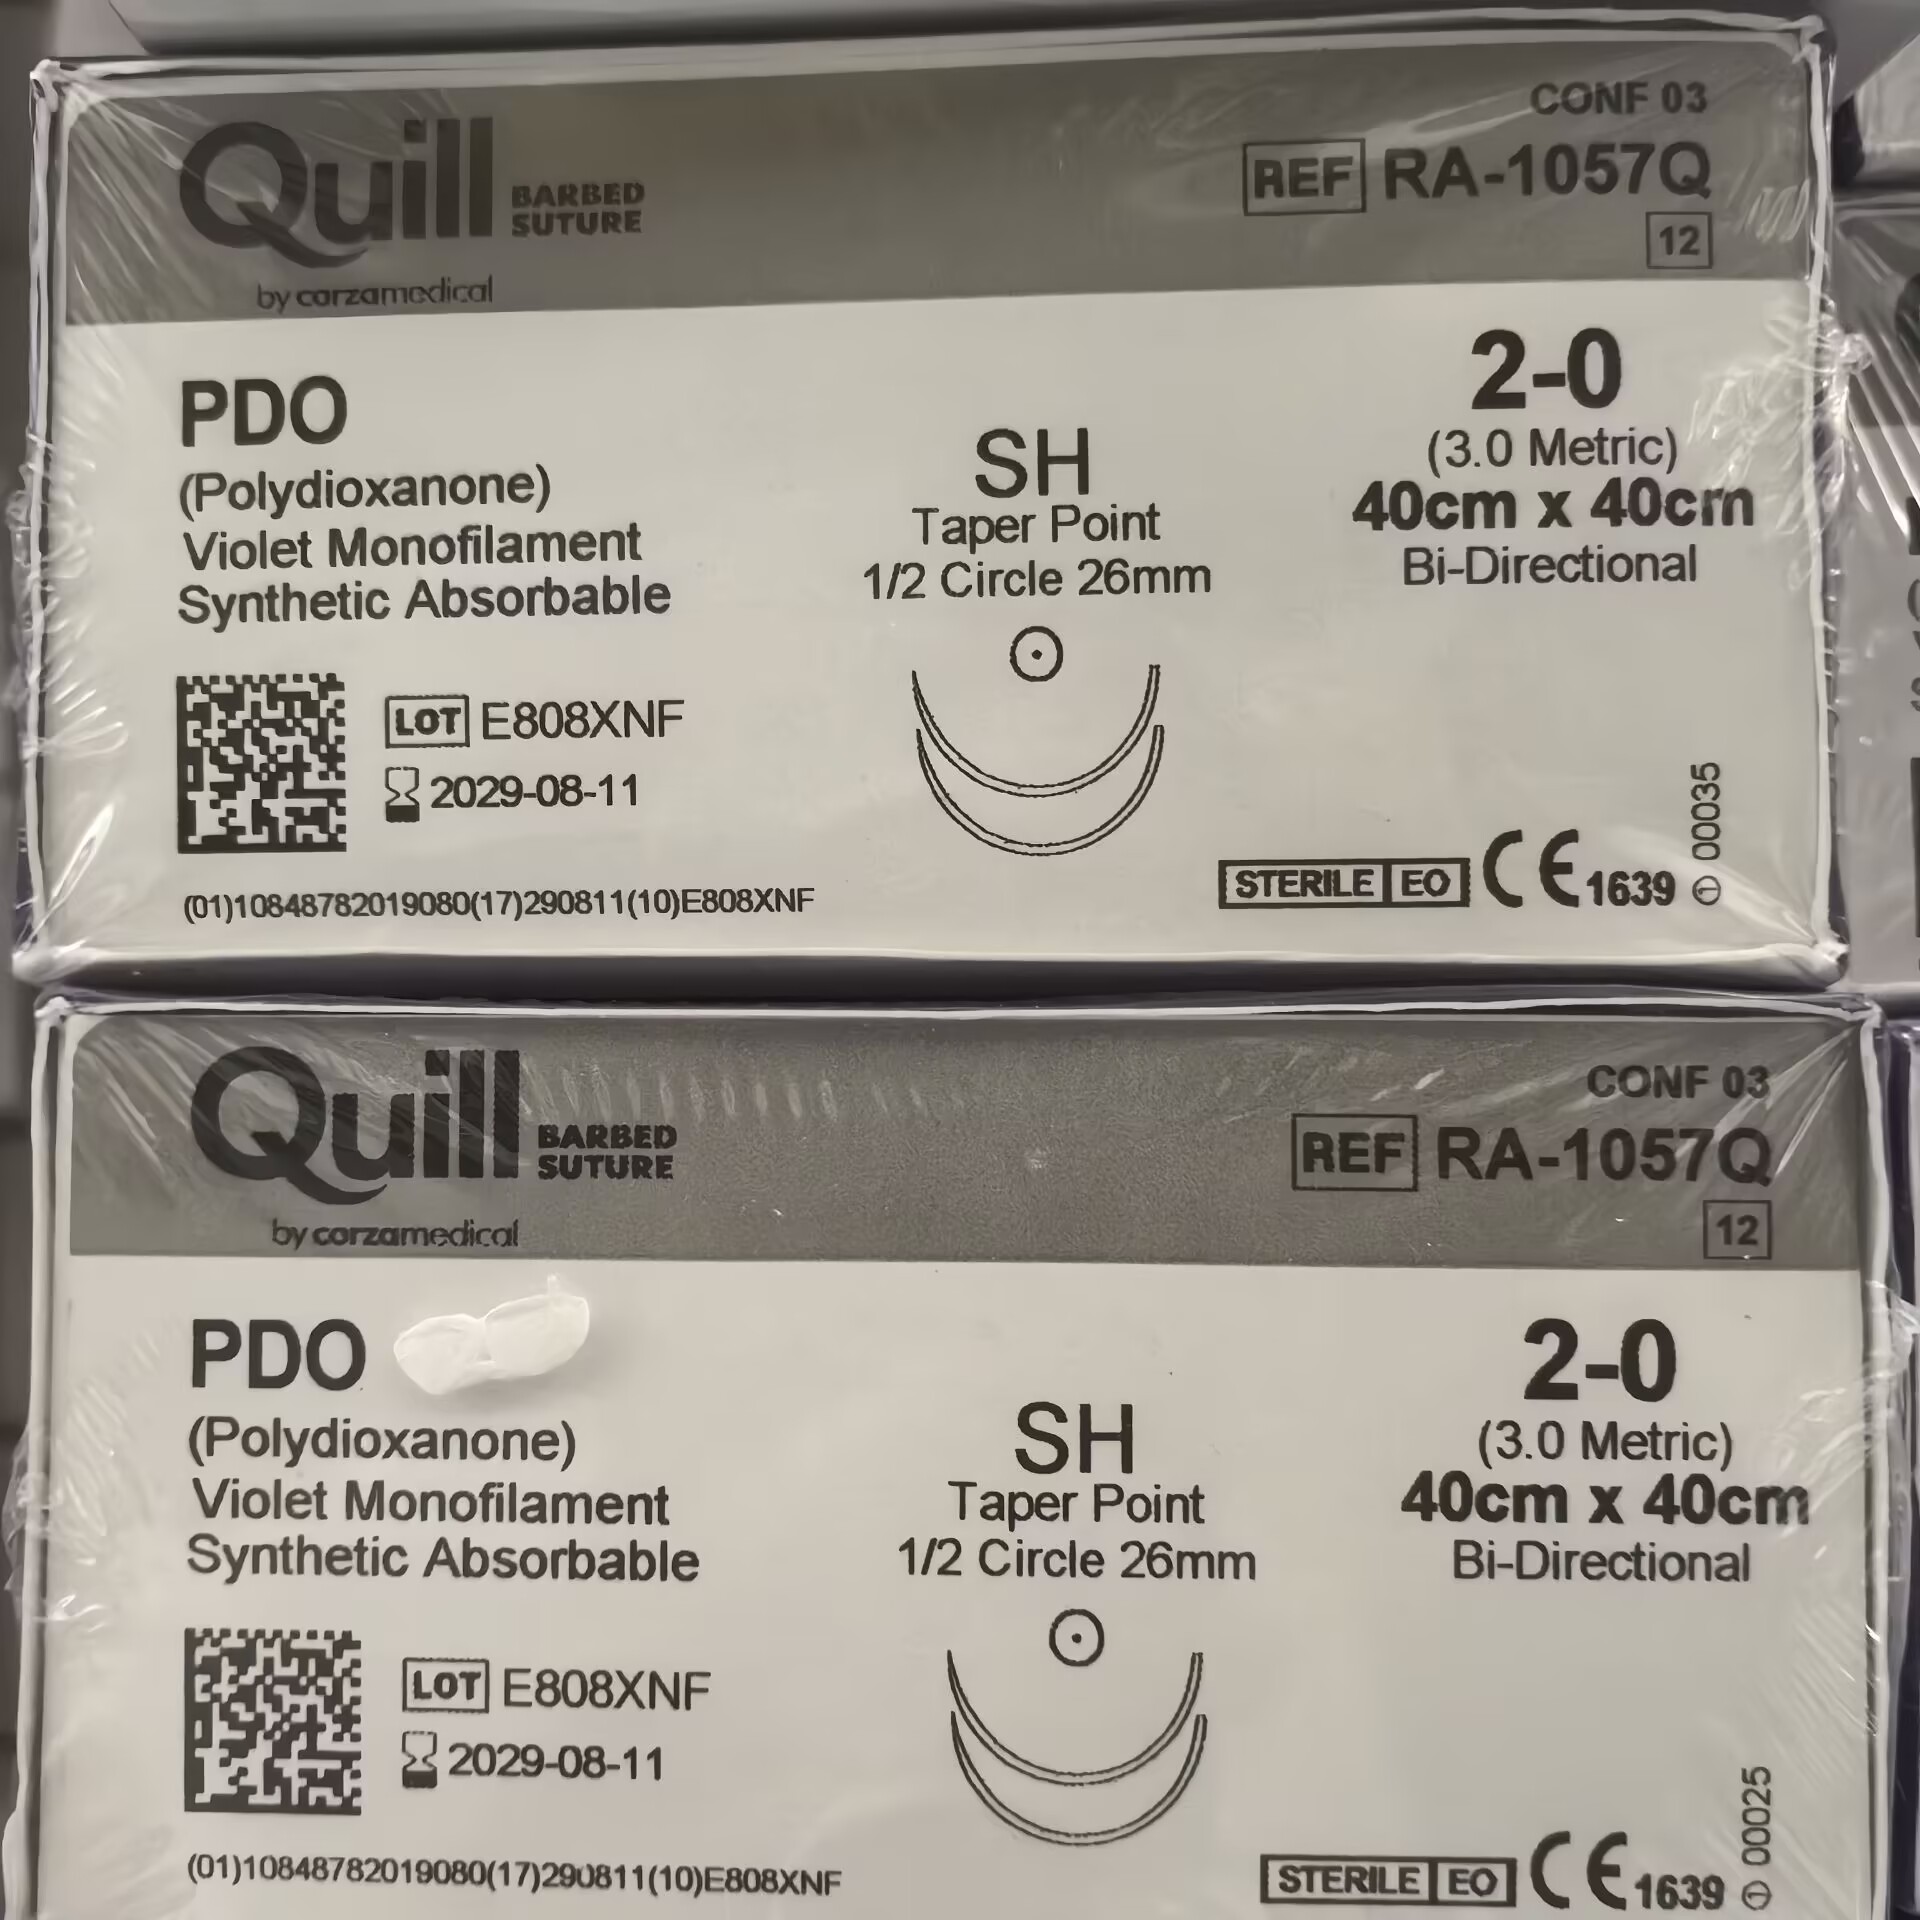 CONF 03
Quill BARBED SUTURE
REF RA-1057Q
12
by corzamedical
2-0
PDO
(3.0 Metric)
SH
(Polydioxanone)
40cm x 40cm
Taper Point
Violet Monofilament
Bi-Directional
1/2 Circle 26mm
Synthetic Absorbable
LOT E808XNF
2029-08-11
00035
STERILE EO CE 1639 1
(01)10848782019080(17)290811(10)E808XNF
CONF 03
Quill BARBED SUTURE
REF RA-1057Q
12
by corzamedical
2-0
PDO
(3.0 Metric)
SH
(Polydioxanone)
40cm x 40cm
Taper Point
Violet Monofilament
Bi-Directional
1/2 Circle 26mm
Synthetic Absorbable
LOT E808XNF
2029-08-11
00025
STERILE EO CE 1639 1
(01)10848782019080(17)290811(10)E808XNF